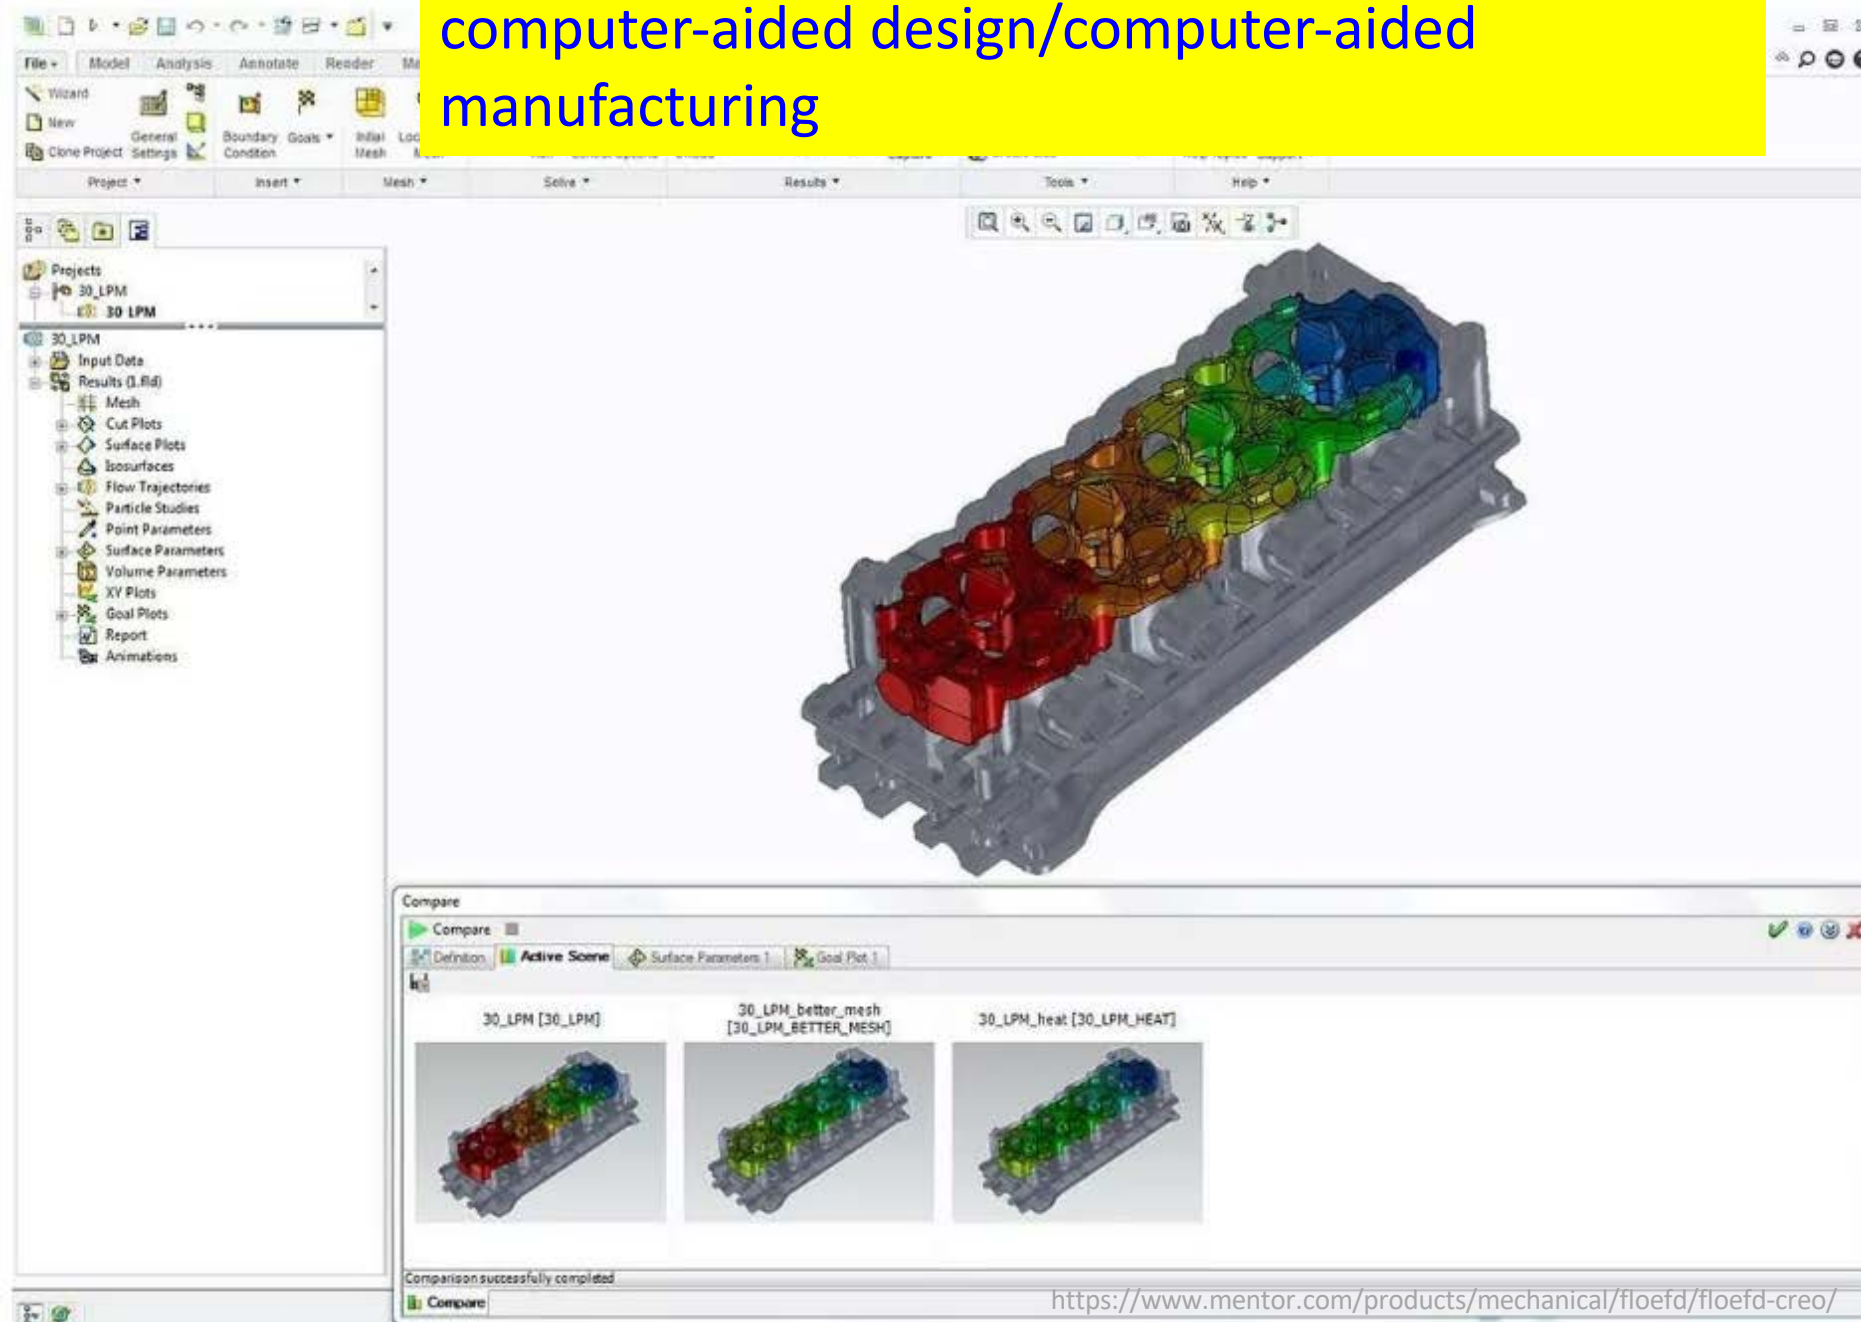 computer-aided design/computer-aided
manufacturing
File
Model Analysis Annotate Render
Wizard
New
Clone Project
General
Settings
Boundary
Condition
Goals
Initial
Mesh
Project Insert Mesh Solve Results Tools Help
Projects
30_LPM
30 LPM
30_LPM
Input Data
Results (1.fld)
Mesh
Cut Plots
Surface Plots
Isosurfaces
Flow Trajectories
Particle Studies
Point Parameters
Surface Parameters
Volume Parameters
XY Plots
Goal Plots
Report
Animations
Compare
Compare
Definition Active Scene Surface Parameters 1 Goal Plot 1
30_LPM [30_LPM]
30_LPM_better_mesh
[30_LPM_BETTER_MESH]
30_LPM_heat [30_LPM_HEAT]
Comparison successfully completed
Compare
https://www.mentor.com/products/mechanical/floefd/floefd-creo/